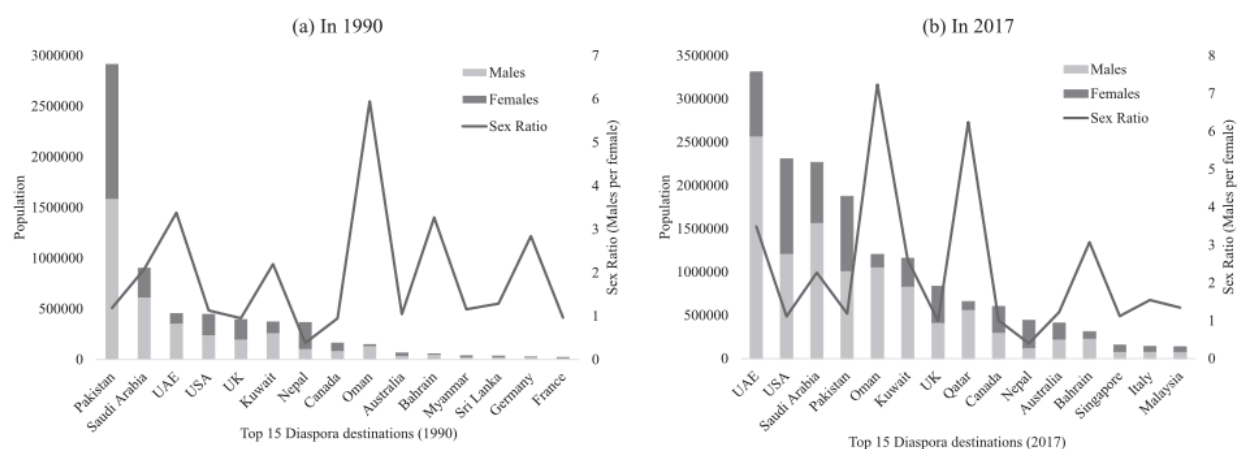 (a) In 1990
3000000
2500000
2000000
1500000
1000000
500000
0
Population
7
6
5
4
3
2
1
0
Sex Ratio (Males per female)
Males
Females
Sex Ratio
Pakistan
Saudi Arabia
UAE
USA
UK
Kuwait
Nepal
Canada
Oman
Australia
Bahrain
Myanmar
Sri Lanka
Germany
France
Top 15 Diaspora destinations (1990)
(b) In 2017
3500000
3000000
2500000
2000000
1500000
1000000
500000
0
Population
8
7
6
5
4
3
2
1
0
Sex Ratio (Males per female)
Males
Females
Sex Ratio
UAE
USA
Saudi Arabia
Pakistan
Oman
Kuwait
UK
Qatar
Canada
Nepal
Australia
Bahrain
Singapore
Italy
Malaysia
Top 15 Diaspora destinations (2017)